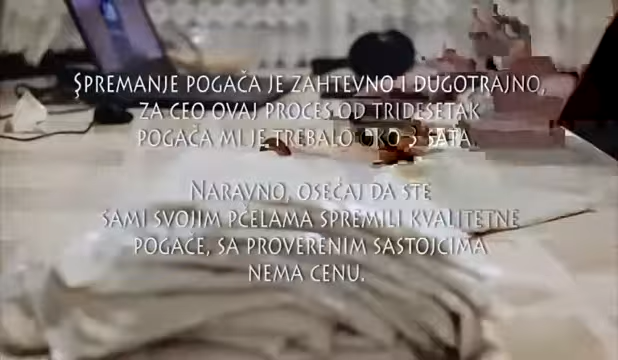 SPREMANJE POGAČA JE ZAHTEVNO I DUGOTRAJNO,
ZA CEO OVAJ PROCES OD TRIDESETAK
POGAČA MI JE TREBALO OKO 3 SATA.
NARAVNO, OSEĆAJ DA STE
SAMI SVOJIM PČELAMA SPREMILI KVALITETNE
POGAČE, SA PROVERENIM SASTOJCIMA
NEMA CENU.